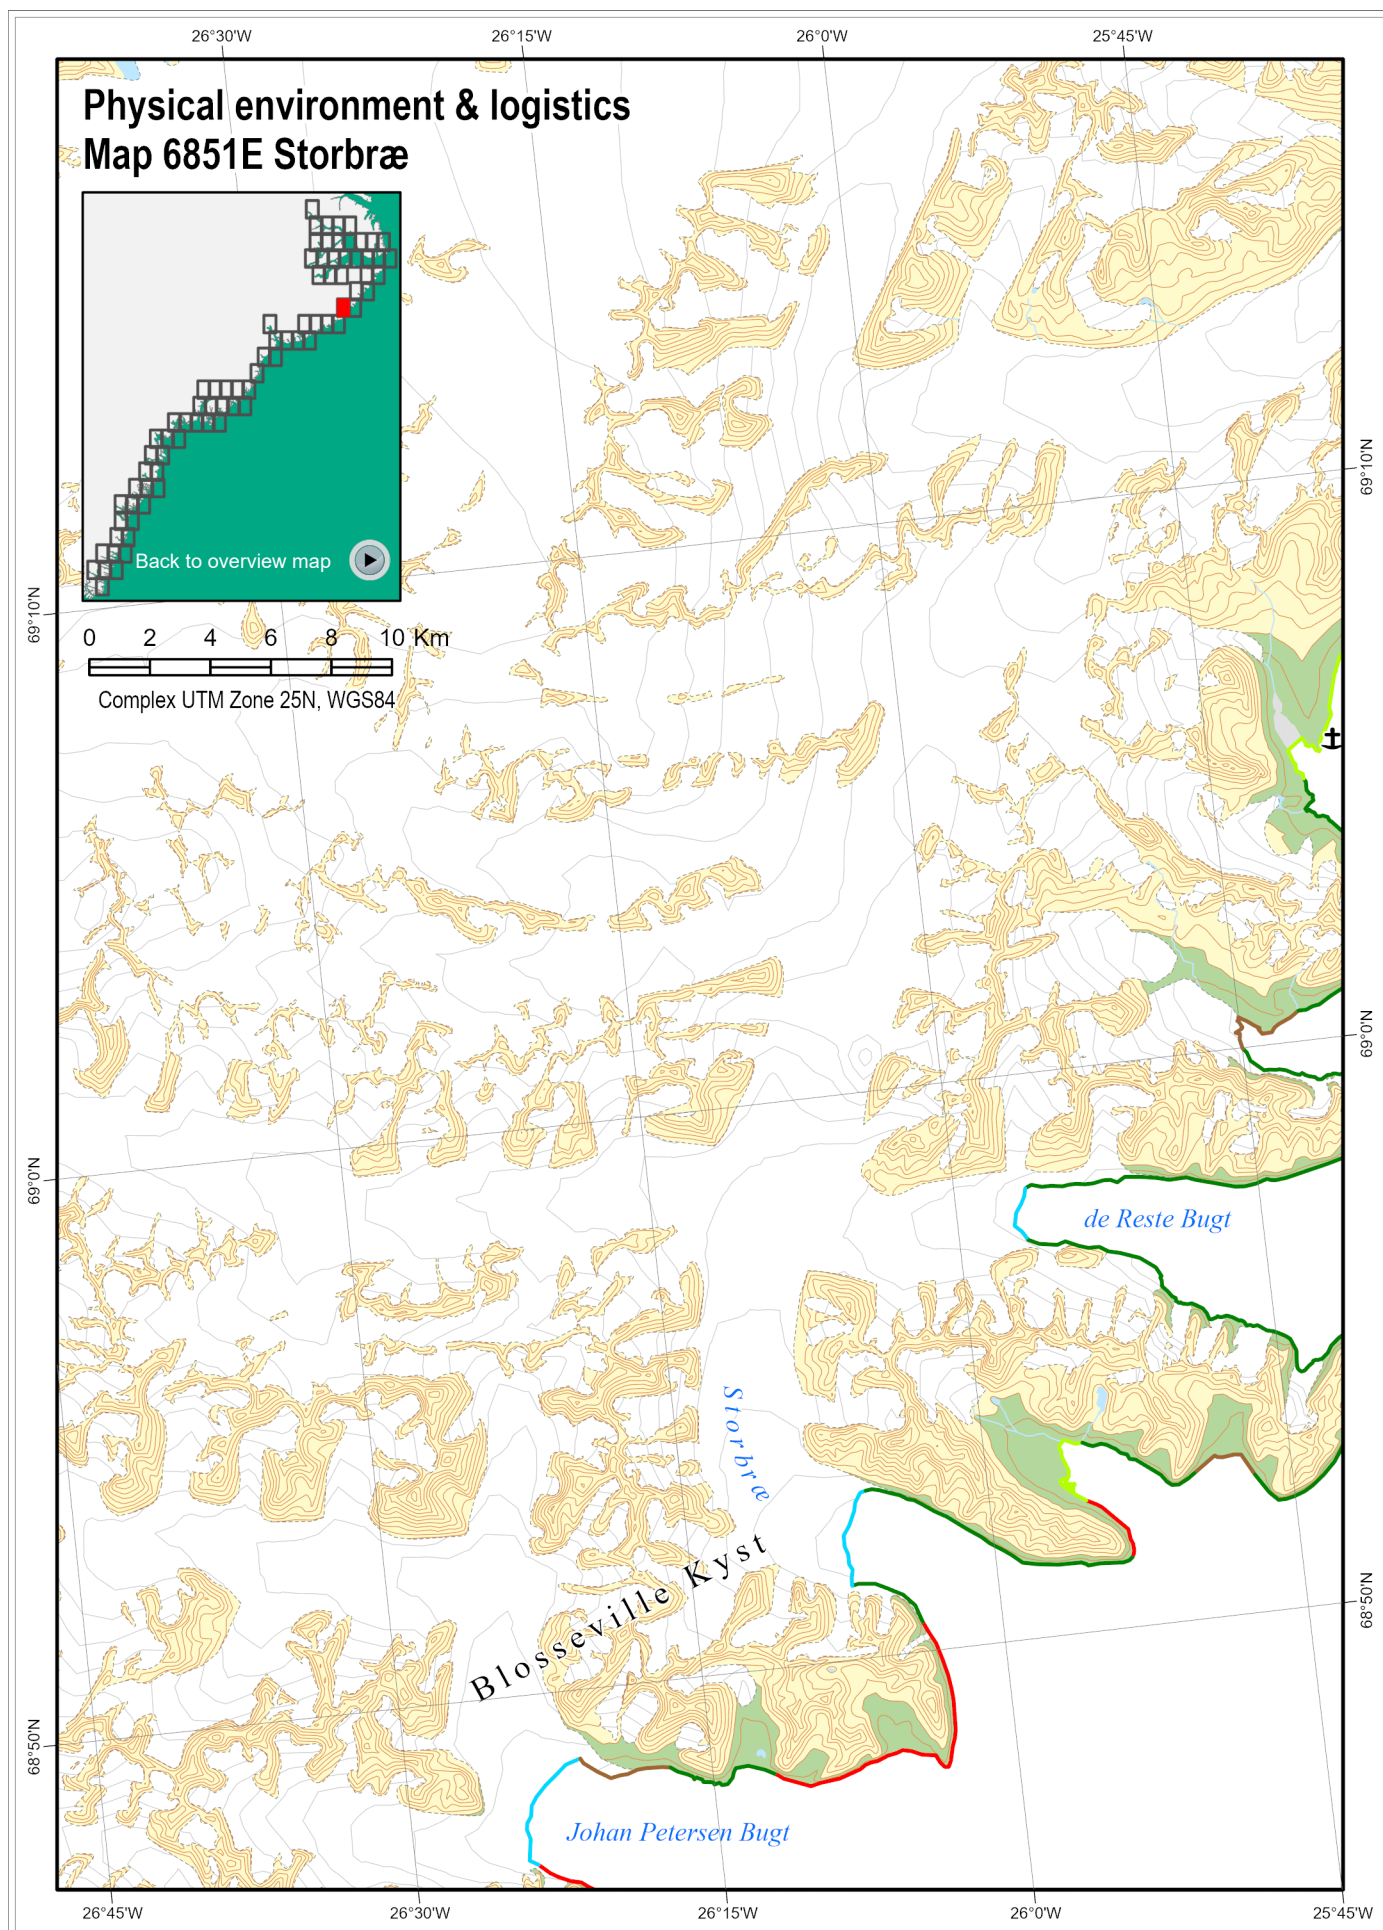 26°30'W 26°15'W 26°0'W 25°45'W
Physical environment & logistics
Map 6851E Storbræ
Back to overview map
0 2 4 6 8 10 Km
Complex UTM Zone 25N, WGS84
69°10'N
69°10'N
69°0'N
69°0'N
de Reste Bugt
Storbræ
Blosseville Kyst
68°50'N
68°50'N
Johan Petersen Bugt
26°45'W 26°30'W 26°15'W 26°0'W 25°45'W